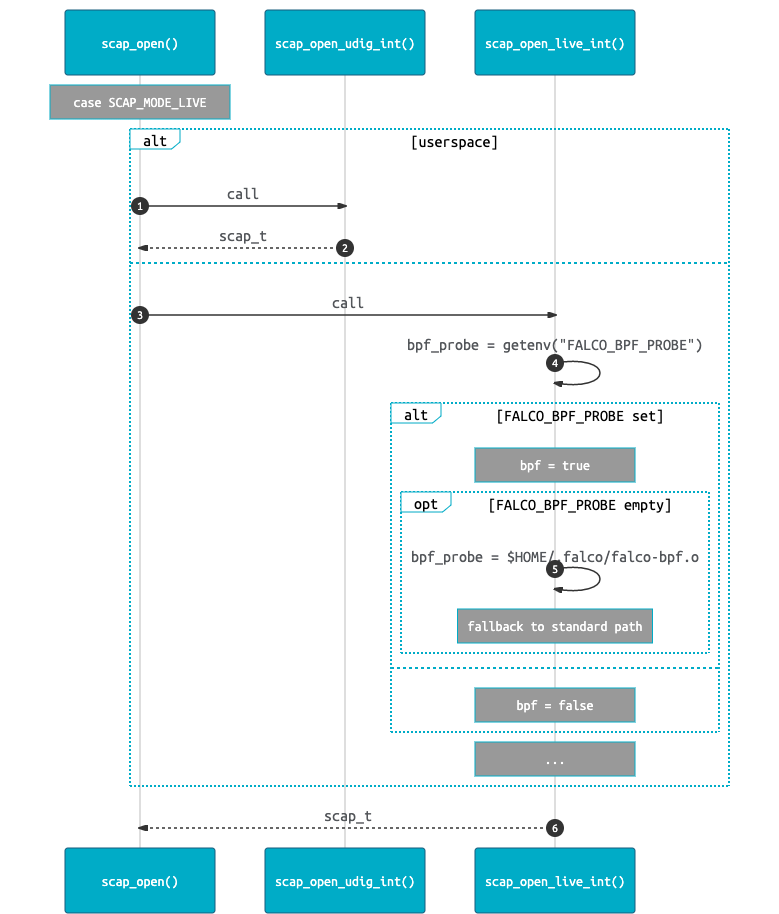 scap_open()
scap_open_udig_int()
scap_open_live_int()
case SCAP_MODE_LIVE
alt
[userspace]
call
1
scap_t
2
call
3
bpf_probe = getenv("FALCO_BPF_PROBE")
4
alt
[FALCO_BPF_PROBE set]
bpf = true
opt
[FALCO_BPF_PROBE empty]
bpf_probe = $HOME/.falco/falco-bpf.o
5
fallback to standard path
bpf = false
...
scap_t
6
scap_open()
scap_open_udig_int()
scap_open_live_int()